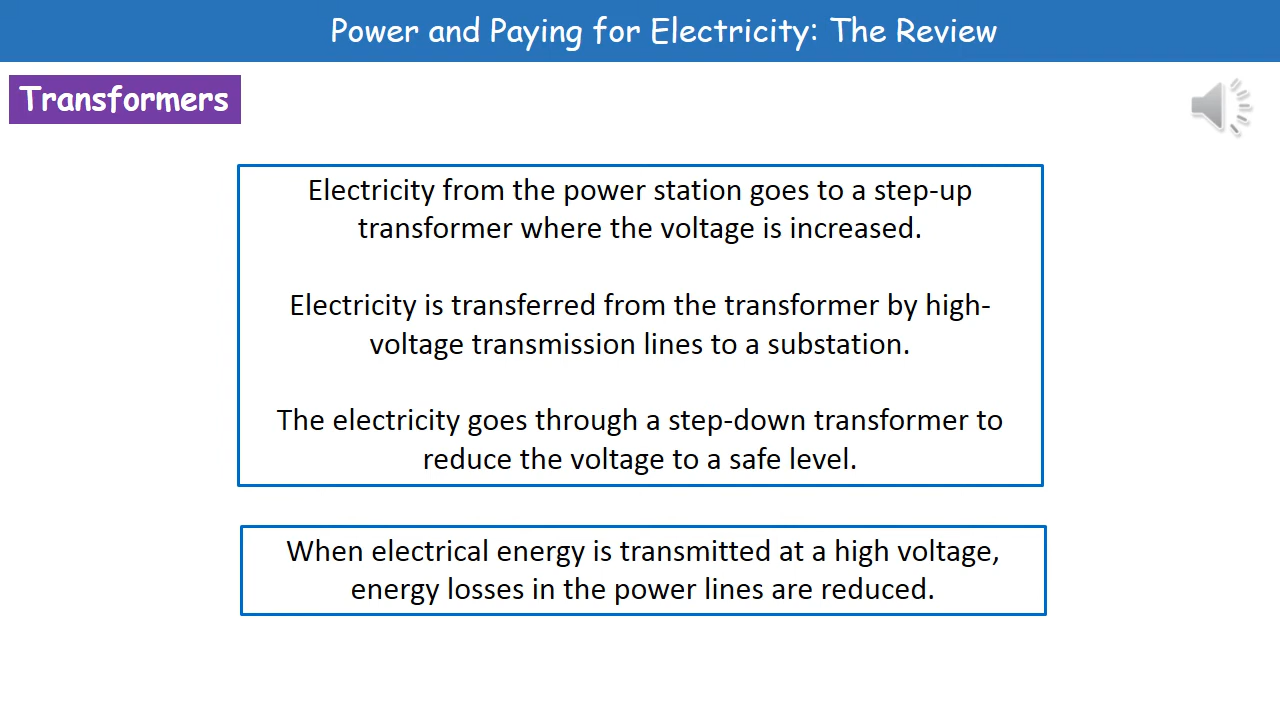 Power and Paying for Electricity: The Review
Transformers
Electricity from the power station goes to a step-up
transformer where the voltage is increased.
Electricity is transferred from the transformer by high-
voltage transmission lines to a substation.
The electricity goes through a step-down transformer to
reduce the voltage to a safe level.
When electrical energy is transmitted at a high voltage,
energy losses in the power lines are reduced.